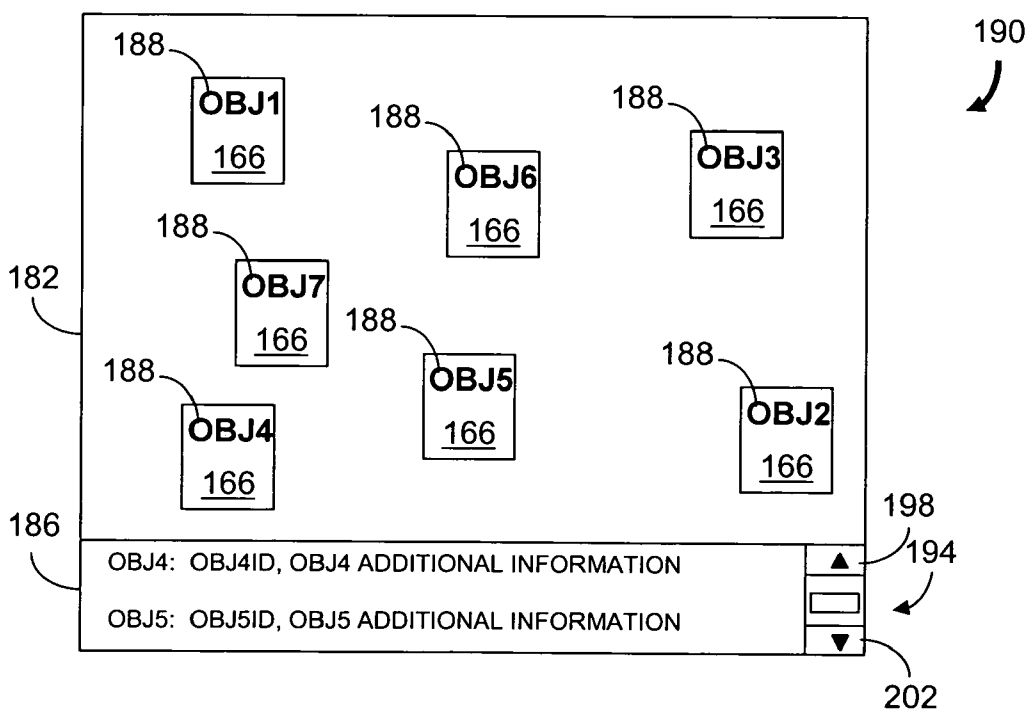 190
188
OBJ1
166
188
OBJ6
166
188
OBJ3
166
188
OBJ7
166
182
188
OBJ5
166
188
OBJ4
166
188
OBJ2
166
186
OBJ4: OBJ4ID, OBJ4 ADDITIONAL INFORMATION
OBJ5: OBJ5ID, OBJ5 ADDITIONAL INFORMATION
198
194
202